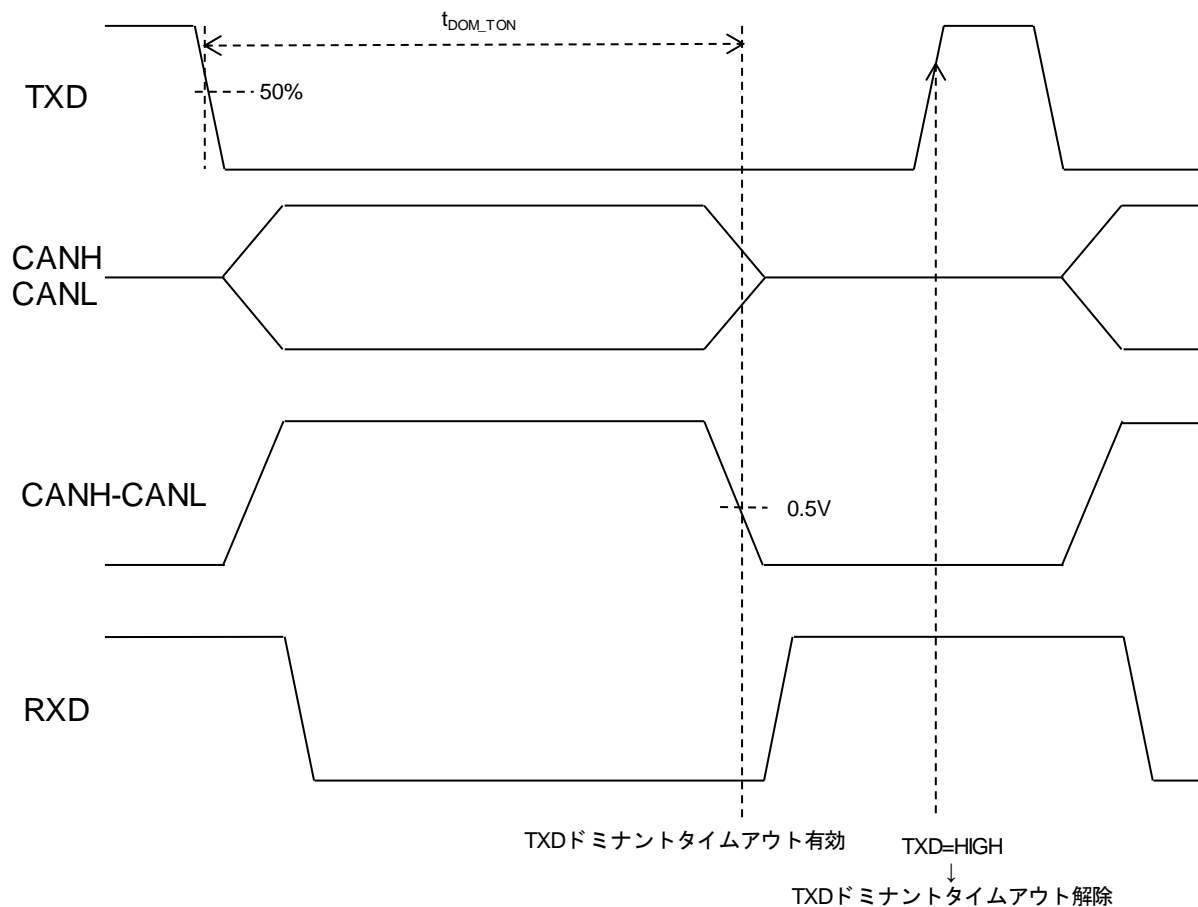 tDOM_TON
TXD
50%
CANH
CANL
CANH-CANL
0.5V
RXD
TXDドミナントタイムアウト有効
TXD=HIGH
↓
TXDドミナントタイムアウト解除